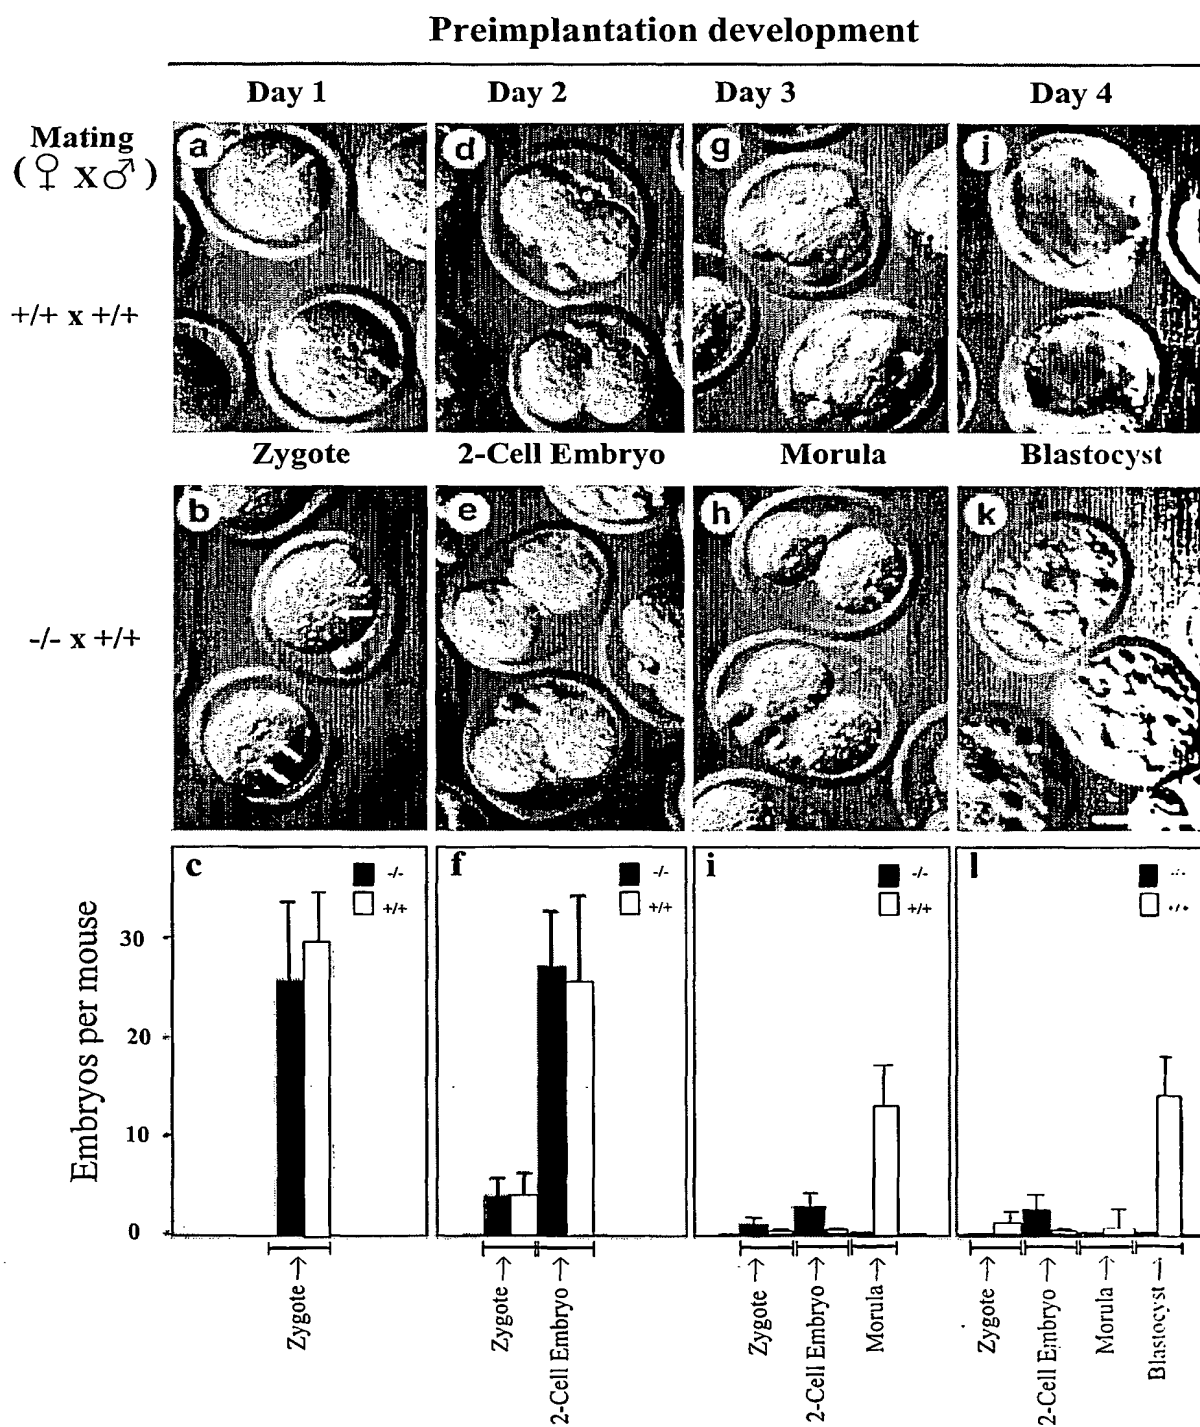 Preimplantation development
Day 1 Day 2 Day 3 Day 4
Mating
(♀ X ♂)
a d g j
+/+ x +/+
Zygote 2-Cell Embryo Morula Blastocyst
b e h k
-/- x +/+
c f i l
-/- -/- -/- -/-
+/+ +/+ +/+ +/+
Embryos per mouse
30
20
10
0
Zygote →
Zygote →
2-Cell Embryo →
Zygote →
2-Cell Embryo →
Morula →
Zygote →
2-Cell Embryo →
Morula →
Blastocyst →